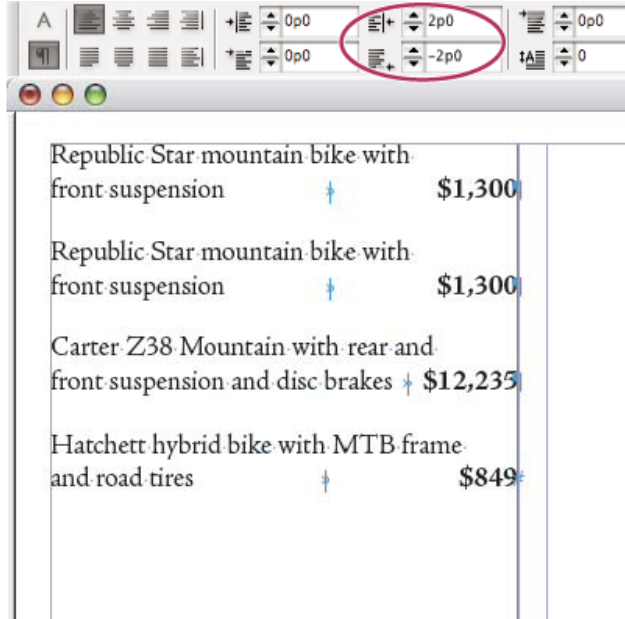 A 0p0 2p0 0p0
¶ 0p0 -2p0 A 0
Republic Star mountain bike with
front suspension » $1,300¶
Republic Star mountain bike with
front suspension » $1,300¶
Carter Z38 Mountain with rear and
front suspension and disc brakes » $12,235¶
Hatchett hybrid bike with MTB frame
and road tires » $849#